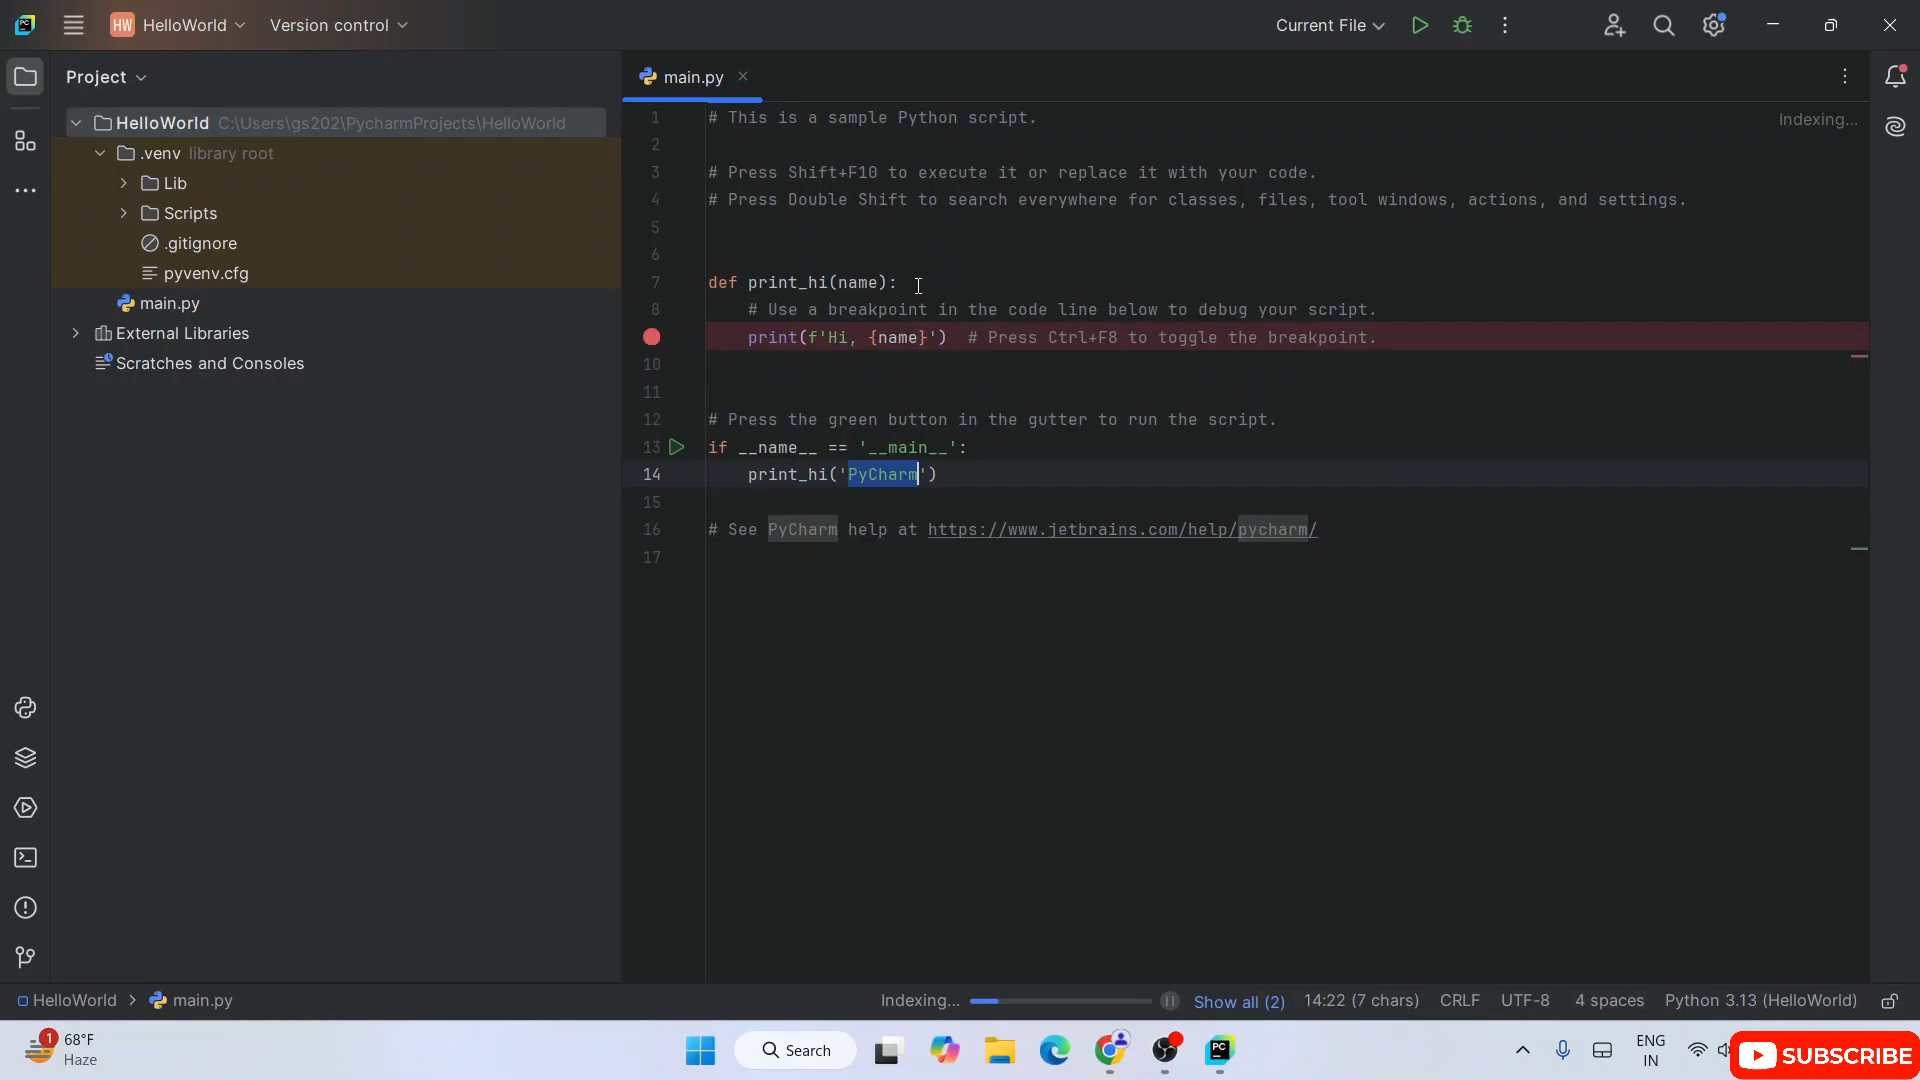 HW HelloWorld Version control Current File
Project
HelloWorld C:\Users\gs202\PycharmProjects\HelloWorld
.venv library root
Lib
Scripts
.gitignore
pyvenv.cfg
main.py
External Libraries
Scratches and Consoles
main.py
Indexing...
1 # This is a sample Python script.
2
3 # Press Shift+F10 to execute it or replace it with your code.
4 # Press Double Shift to search everywhere for classes, files, tool windows, actions, and settings.
5
6
7 def print_hi(name):
8 # Use a breakpoint in the code line below to debug your script.
print(f'Hi, {name}')  # Press Ctrl+F8 to toggle the breakpoint.
10
11
12 # Press the green button in the gutter to run the script.
13 if __name__ == '__main__':
14 print_hi('PyCharm')
15
16 # See PyCharm help at https://www.jetbrains.com/help/pycharm/
17
HelloWorld > main.py Indexing... Show all (2) 14:22 (7 chars) CRLF UTF-8 4 spaces Python 3.13 (HelloWorld)
1 68°F
Haze
Search
PC
ENG
IN
SUBSCRIBE